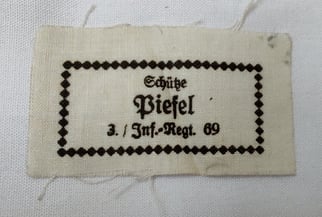 Schütze
Piefel
3. / Inf.-Regt. 69